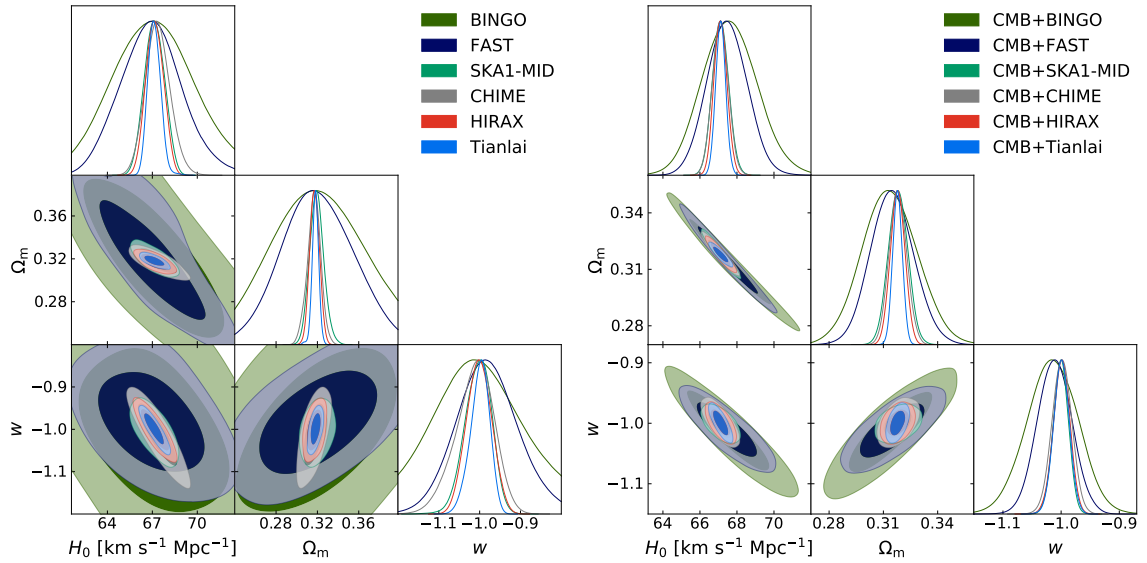 BINGO
FAST
SKA1-MID
CHIME
HIRAX
Tianlai
0.36
0.32
0.28
Ωm
−0.9
−1.0
−1.1
w
64 67 70
H₀ [km s⁻¹ Mpc⁻¹]
0.28 0.32 0.36
Ωm
−1.1 −1.0 −0.9
w
CMB+BINGO
CMB+FAST
CMB+SKA1-MID
CMB+CHIME
CMB+HIRAX
CMB+Tianlai
0.34
0.31
0.28
Ωm
−0.9
−1.0
−1.1
w
64 66 68 70
H₀ [km s⁻¹ Mpc⁻¹]
0.28 0.31 0.34
Ωm
−1.1 −1.0 −0.9
w